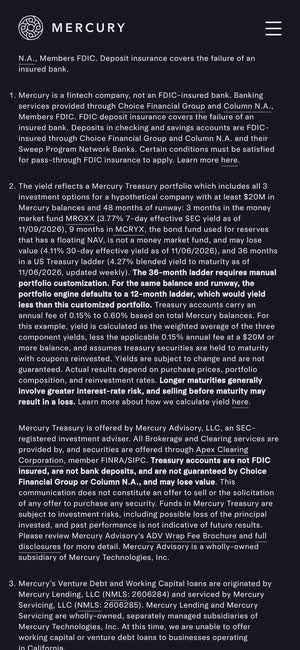 MERCURY
N.A., Members FDIC. Deposit insurance covers the failure of an
insured bank.
1. Mercury is a fintech company, not an FDIC-insured bank. Banking
services provided through Choice Financial Group and Column N.A.,
Members FDIC. FDIC deposit insurance covers the failure of an
insured bank. Deposits in checking and savings accounts are FDIC-
insured through Choice Financial Group and Column N.A. and their
Sweep Program Network Banks. Certain conditions must be satisfied
for pass-through FDIC insurance to apply. Learn more here.
2. The yield reflects a Mercury Treasury portfolio which includes all 3
investment options for a hypothetical company with at least $20M in
Mercury balances and 48 months of runway: 3 months in the money
market fund MRGXX (3.77% 7-day effective SEC yield as of
11/09/2026), 9 months in MCRYX, the bond fund used for reserves
that has a floating NAV, is not a money market fund, and may lose
value (4.11% 30-day effective yield as of 11/06/2026), and 36 months
in a US Treasury ladder (4.27% blended yield to maturity as of
11/06/2026, updated weekly). The 36-month ladder requires manual
portfolio customization. For the same balance and runway, the
portfolio engine defaults to a 12-month ladder, which would yield
less than this customized portfolio. Treasury accounts carry an
annual fee of 0.15% to 0.60% based on total Mercury balances. For
this example, yield is calculated as the weighted average of the three
component yields, less the applicable 0.15% annual fee at a $20M
or more balance, and assumes treasury securities are held to maturity
with coupons reinvested. Yields are subject to change and are not
guaranteed. Actual results depend on purchase prices, portfolio
composition, and reinvestment rates. Longer maturities generally
involve greater interest-rate risk, and selling before maturity may
result in a loss. Learn more about how we calculate yield here.
Mercury Treasury is offered by Mercury Advisory, LLC, an SEC-
registered investment adviser. All Brokerage and Clearing services are
provided by, and securities are offered through Apex Clearing
Corporation, member FINRA/SIPC. Treasury accounts are not FDIC
insured, are not bank deposits, and are not guaranteed by Choice
Financial Group or Column N.A., and may lose value. This
communication does not constitute an offer to sell or the solicitation
of any offer to purchase any security. Funds in Mercury Treasury are
subject to investment risks, including possible loss of the principal
invested, and past performance is not indicative of future results.
Please review Mercury Advisory's ADV Wrap Fee Brochure and full
disclosures for more detail. Mercury Advisory is a wholly-owned
subsidiary of Mercury Technologies, Inc.
3. Mercury's Venture Debt and Working Capital loans are originated by
Mercury Lending, LLC (NMLS: 2606284) and serviced by Mercury
Servicing, LLC (NMLS: 2606285). Mercury Lending and Mercury
Servicing are wholly-owned, separately managed subsidiaries of
Mercury Technologies, Inc. At this time, we are unable to offer
working capital or venture debt loans to businesses operating
in California.